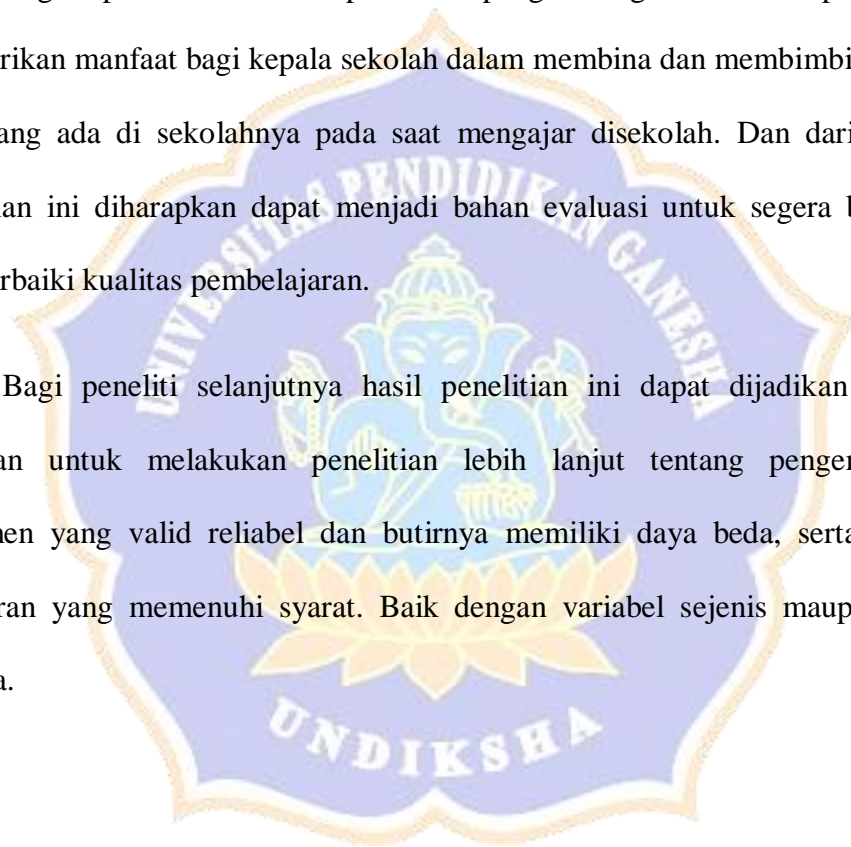 rikan manfaat bagi kepala sekolah dalam membina dan membimbi
ang ada di sekolahnya pada saat mengajar disekolah. Dan dari
an ini diharapkan dapat menjadi bahan evaluasi untuk segera b
rbaiki kualitas pembelajaran.
Bagi peneliti selanjutnya hasil penelitian ini dapat dijadikan
an untuk melakukan penelitian lebih lanjut tentang penger
nen yang valid reliabel dan butirnya memiliki daya beda, serta
ran yang memenuhi syarat. Baik dengan variabel sejenis maup
a.
UNIVERSITAS PENDIDIKAN GANESHA
UNDIKSHA